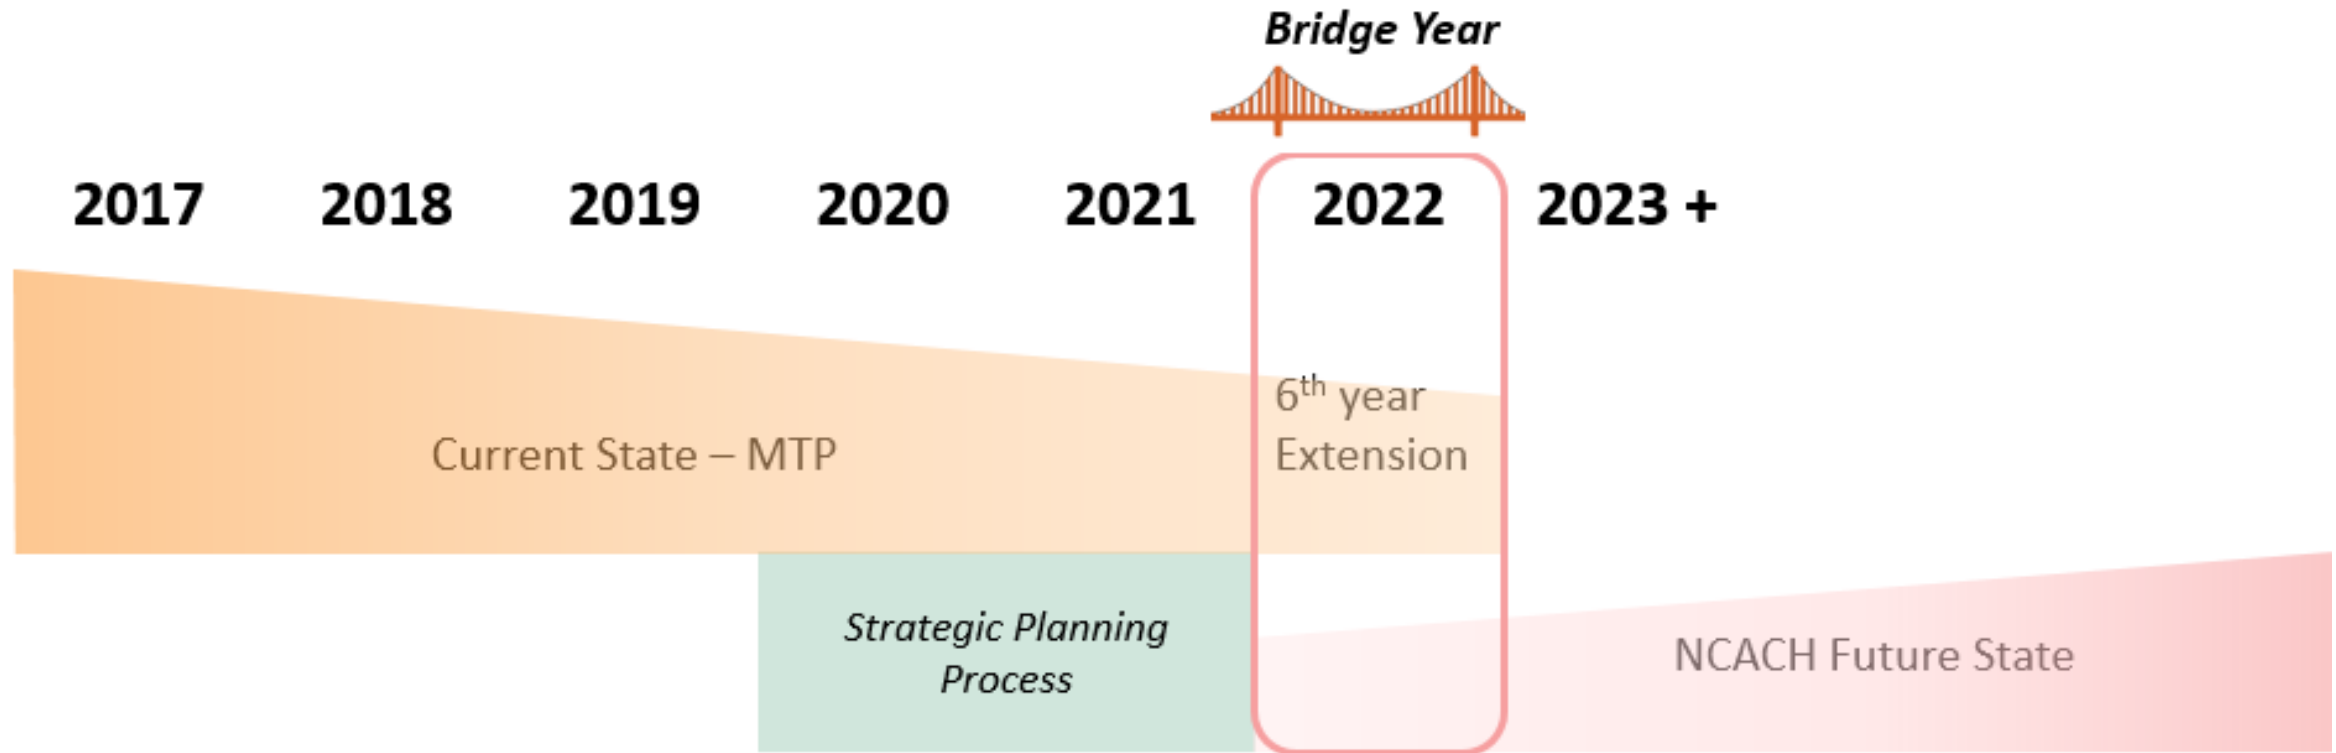 Bridge Year
2017 2018 2019 2020 2021 2022 2023 +
6th year
Extension
Current State – MTP
Strategic Planning
Process
NCACH Future State